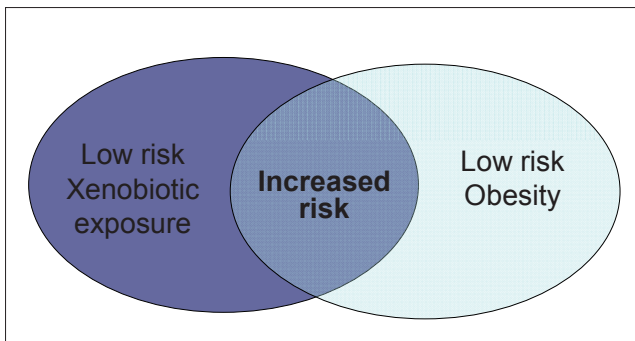 Low risk
Xenobiotic
exposure
Increased
risk
Low risk
Obesity